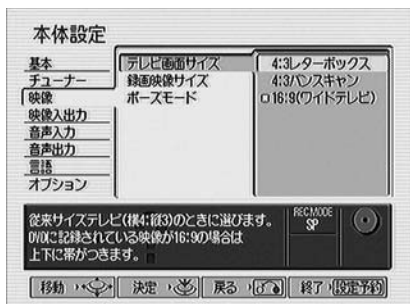 本体設定
基本
チューナー
映像
映像入出力
音声入力
音声出力
言語
オプション
テレビ画面サイズ
録画映像サイズ
ポーズモード
4:3レターボックス
4:3パンスキャン
16:9(ワイドテレビ)
従来サイズテレビ(横4:縦3)のときに選びます。
DVDに記録されている映像が16:9の場合は
上下に帯がつきます。
REC MODE
SP
移動 決定 戻る 終了 設定予約